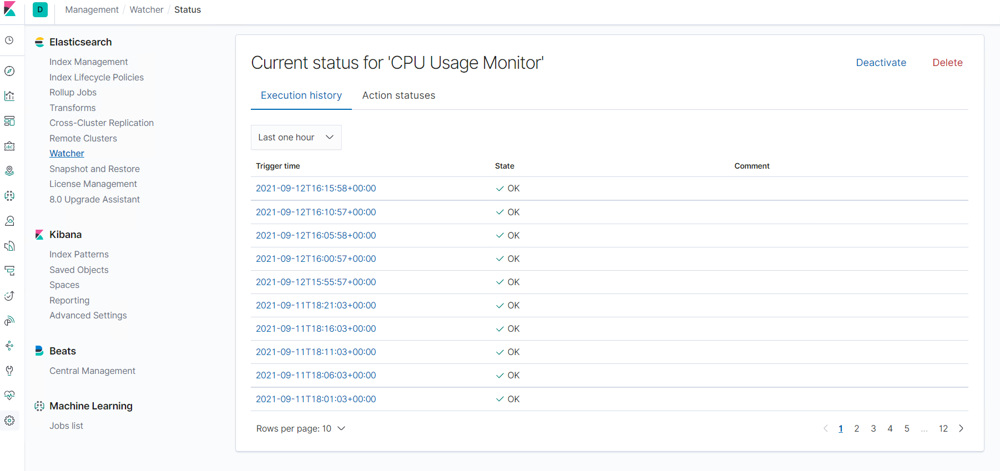 D Management / Watcher / Status
Elasticsearch
Index Management
Index Lifecycle Policies
Rollup Jobs
Transforms
Cross-Cluster Replication
Remote Clusters
Watcher
Snapshot and Restore
License Management
8.0 Upgrade Assistant
Kibana
Index Patterns
Saved Objects
Spaces
Reporting
Advanced Settings
Beats
Central Management
Machine Learning
Jobs list
Current status for 'CPU Usage Monitor'
Deactivate Delete
Execution history Action statuses
Last one hour
Trigger time State Comment
2021-09-12T16:15:58+00:00 OK
2021-09-12T16:10:57+00:00 OK
2021-09-12T16:05:58+00:00 OK
2021-09-12T16:00:57+00:00 OK
2021-09-12T15:55:57+00:00 OK
2021-09-11T18:21:03+00:00 OK
2021-09-11T18:16:03+00:00 OK
2021-09-11T18:11:03+00:00 OK
2021-09-11T18:06:03+00:00 OK
2021-09-11T18:01:03+00:00 OK
Rows per page: 10
1 2 3 4 5 ... 12